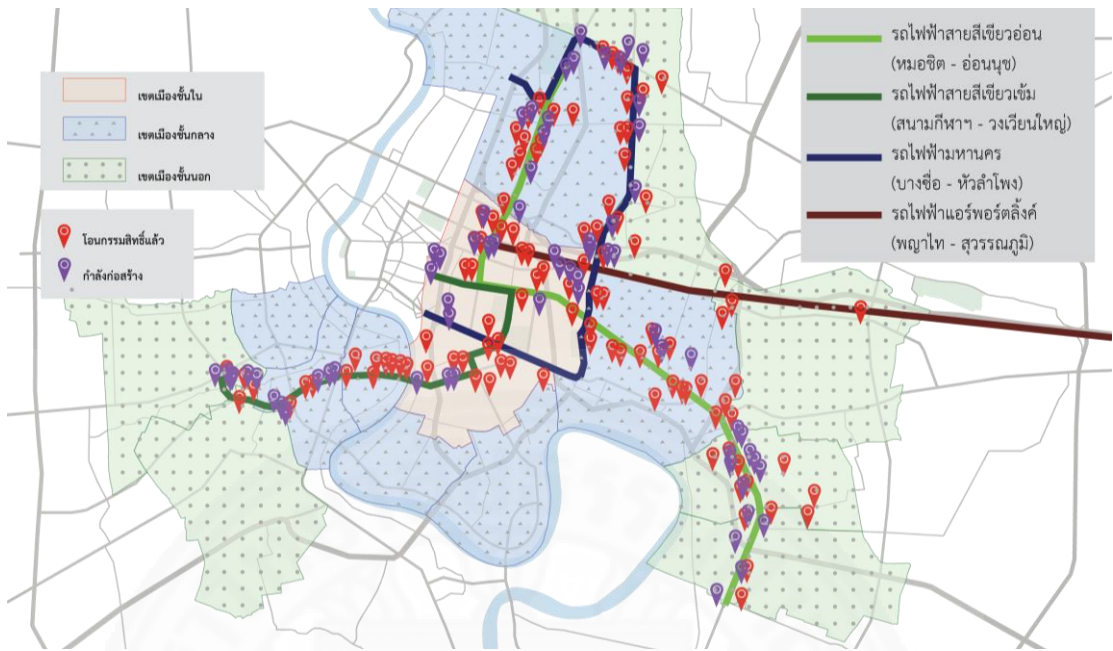 เขตเมืองชั้นใน
เขตเมืองชั้นกลาง
เขตเมืองชั้นนอก
โอนกรรมสิทธิ์แล้ว
กำลังก่อสร้าง
รถไฟฟ้าสายสีเขียวอ่อน
(หมอชิต - อ่อนนุช)
รถไฟฟ้าสายสีเขียวเข้ม
(สนามกีฬาฯ - วงเวียนใหญ่)
รถไฟฟ้ามหานคร
(บางซื่อ - หัวลำโพง)
รถไฟฟ้าแอร์พอร์ตลิ้งค์
(พญาไท - สุวรรณภูมิ)